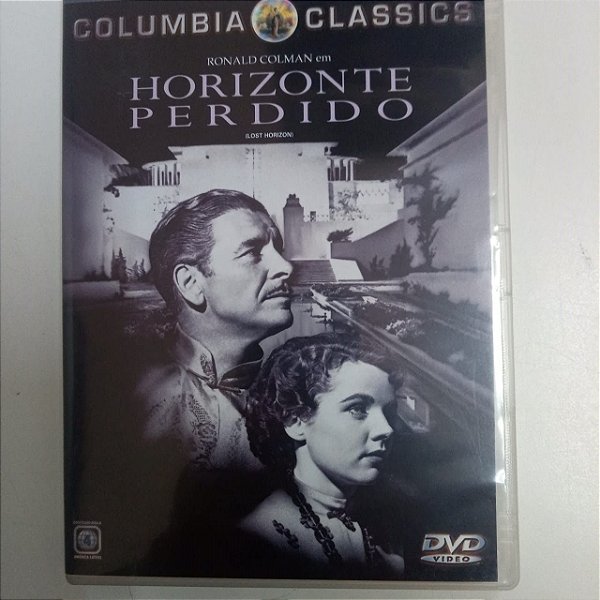 COLUMBIA CLASSICS
RONALD COLMAN em
HORIZONTE
PERDIDO
(LOST HORIZON)
DVD
VIDEO